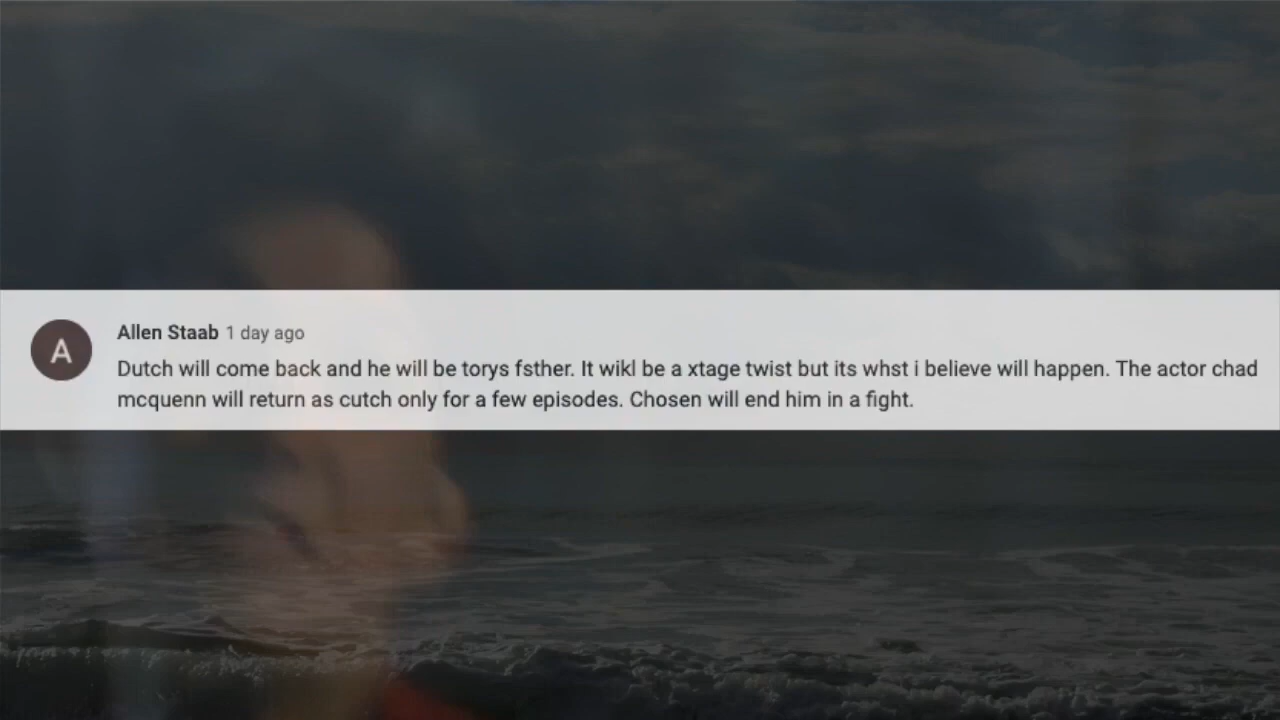 A
Allen Staab 1 day ago
Dutch will come back and he will be torys fsther. It wikl be a xtage twist but its whst i believe will happen. The actor chad
mcquenn will return as cutch only for a few episodes. Chosen will end him in a fight.